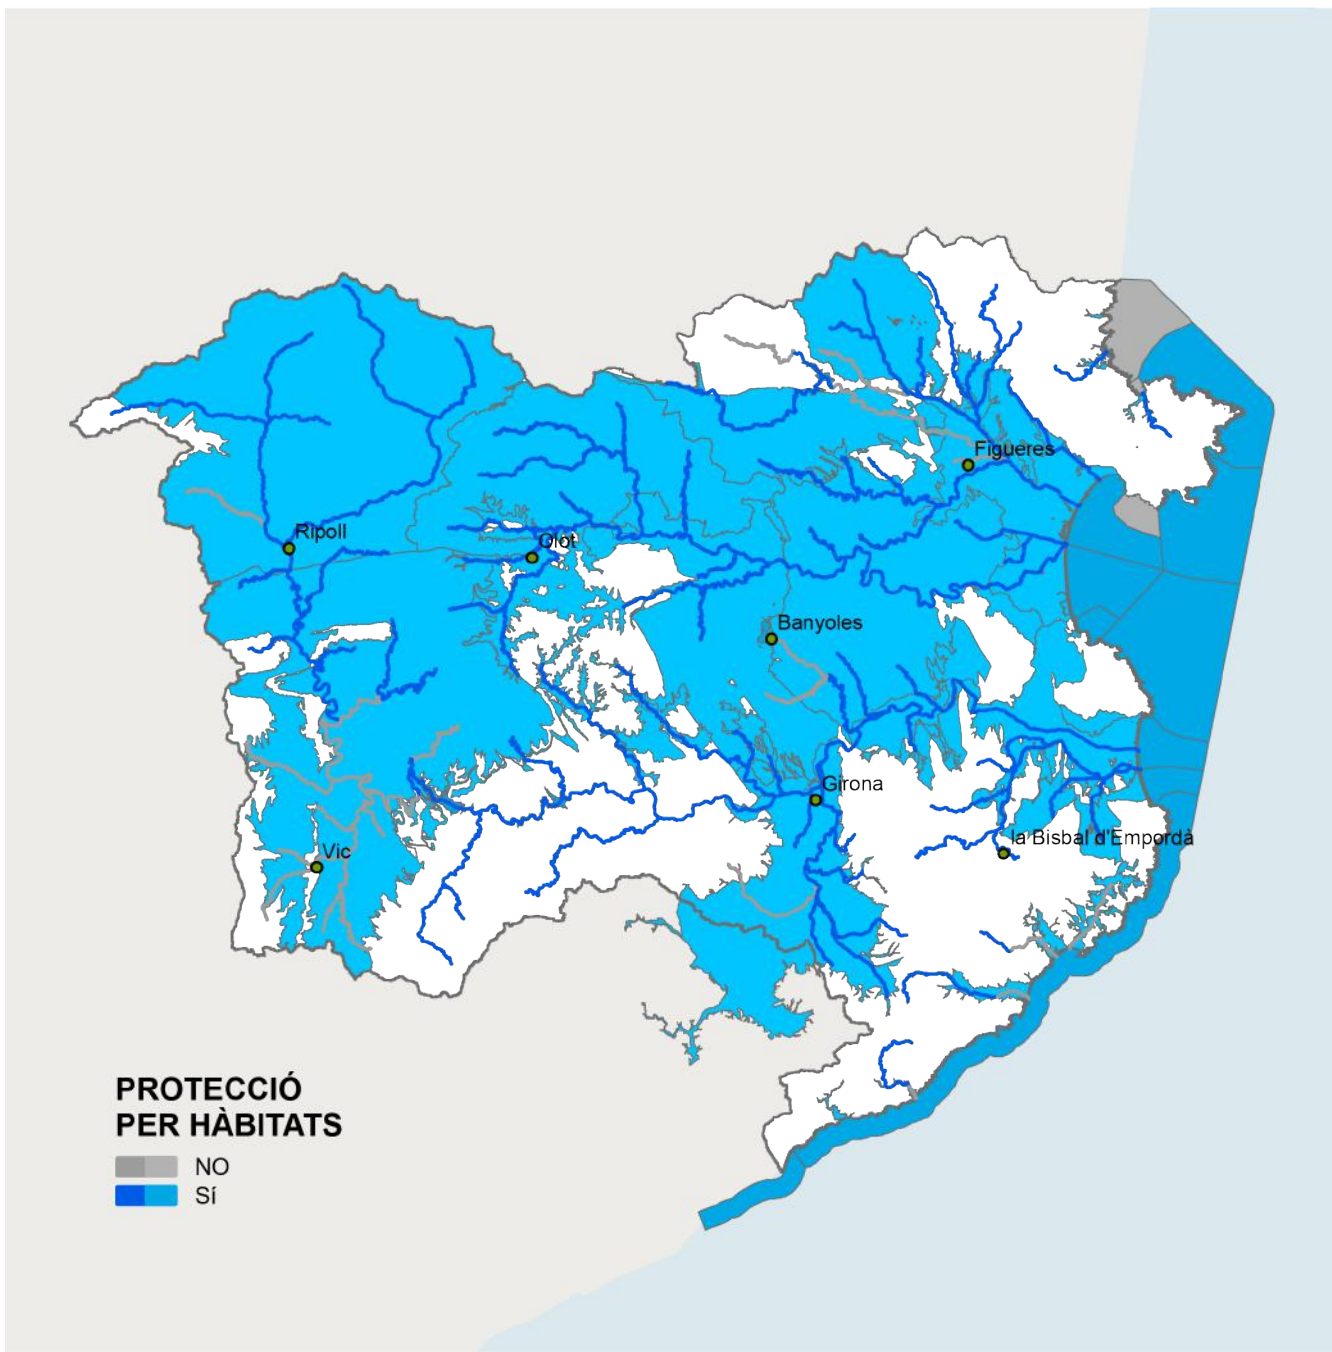 Figueres
Ripoll
Olot
Banyoles
Girona
la Bisbal d'Empordà
Vic
PROTECCIÓ
PER HÀBITATS
NO
Sí